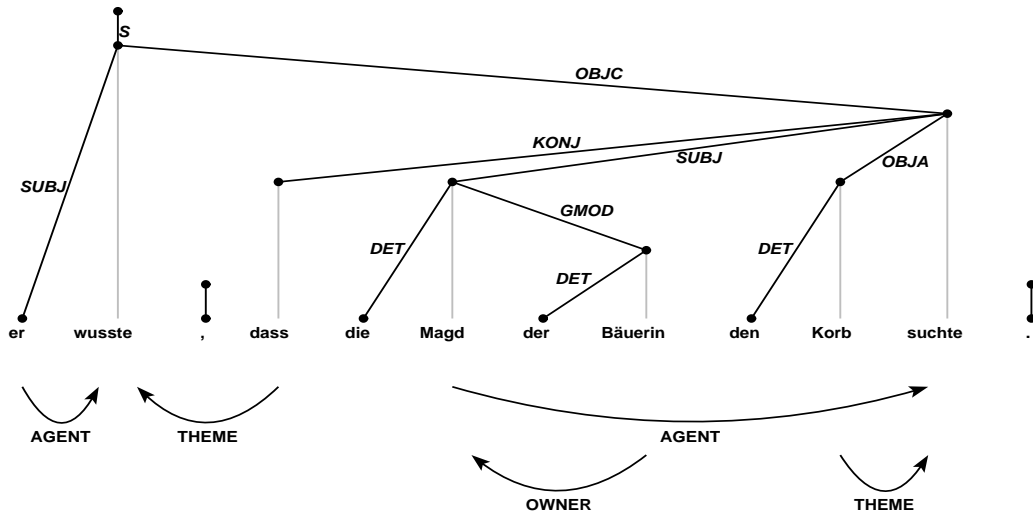 S
OBJC
KONJ
SUBJ
OBJA
SUBJ
GMOD
DET
DET
DET
er wusste , dass die Magd der Bäuerin den Korb suchte .
AGENT THEME AGENT
OWNER THEME